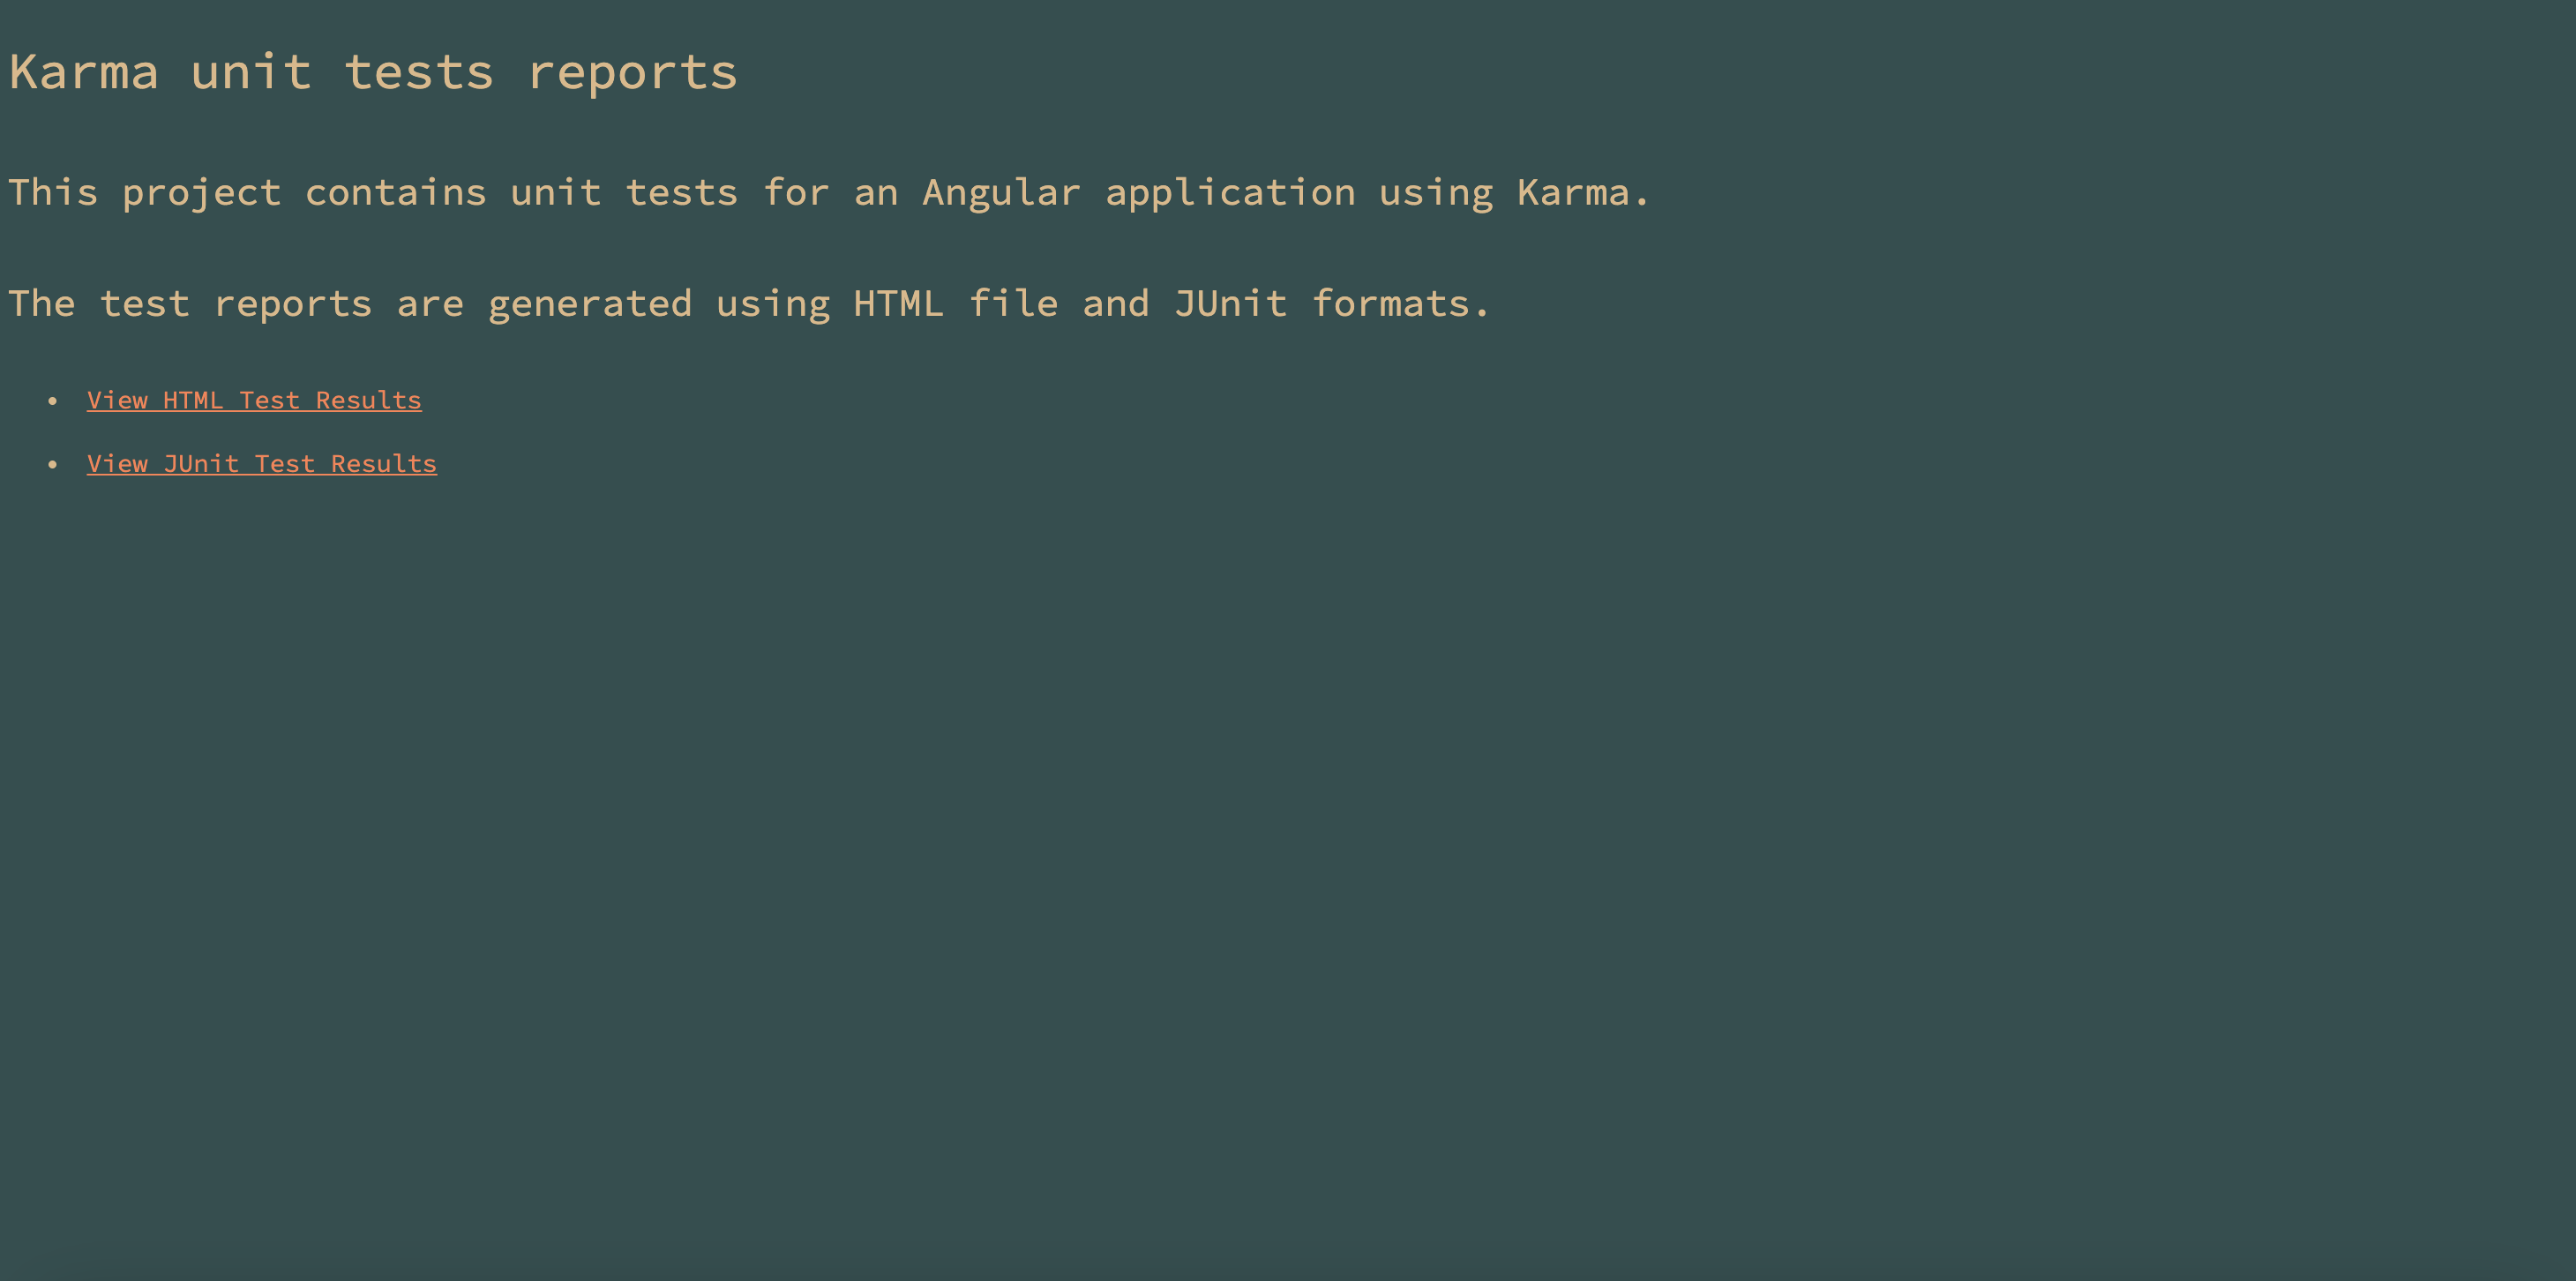 Karma unit tests reports
This project contains unit tests for an Angular application using Karma.
The test reports are generated using HTML file and JUnit formats.
View HTML Test Results
View JUnit Test Results